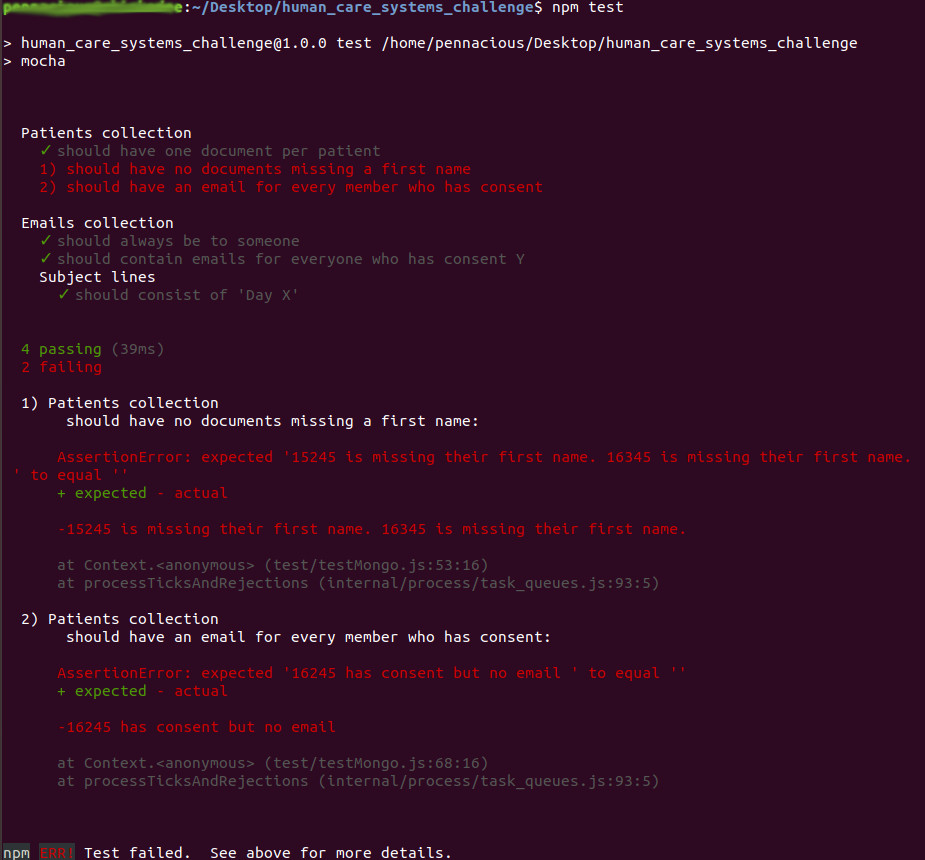 :~/Desktop/human_care_systems_challenge$ npm test
> human_care_systems_challenge@1.0.0 test /home/pennacious/Desktop/human_care_systems_challenge
> mocha
Patients collection
✓ should have one document per patient
1) should have no documents missing a first name
2) should have an email for every member who has consent
Emails collection
✓ should always be to someone
✓ should contain emails for everyone who has consent Y
Subject lines
✓ should consist of 'Day X'
4 passing (39ms)
2 failing
1) Patients collection
should have no documents missing a first name:
AssertionError: expected '15245 is missing their first name. 16345 is missing their first name.
' to equal ''
+ expected - actual
-15245 is missing their first name. 16345 is missing their first name.
at Context.<anonymous> (test/testMongo.js:53:16)
at processTicksAndRejections (internal/process/task_queues.js:93:5)
2) Patients collection
should have an email for every member who has consent:
AssertionError: expected '16245 has consent but no email ' to equal ''
+ expected - actual
-16245 has consent but no email
at Context.<anonymous> (test/testMongo.js:68:16)
at processTicksAndRejections (internal/process/task_queues.js:93:5)
npm ERR! Test failed.  See above for more details.